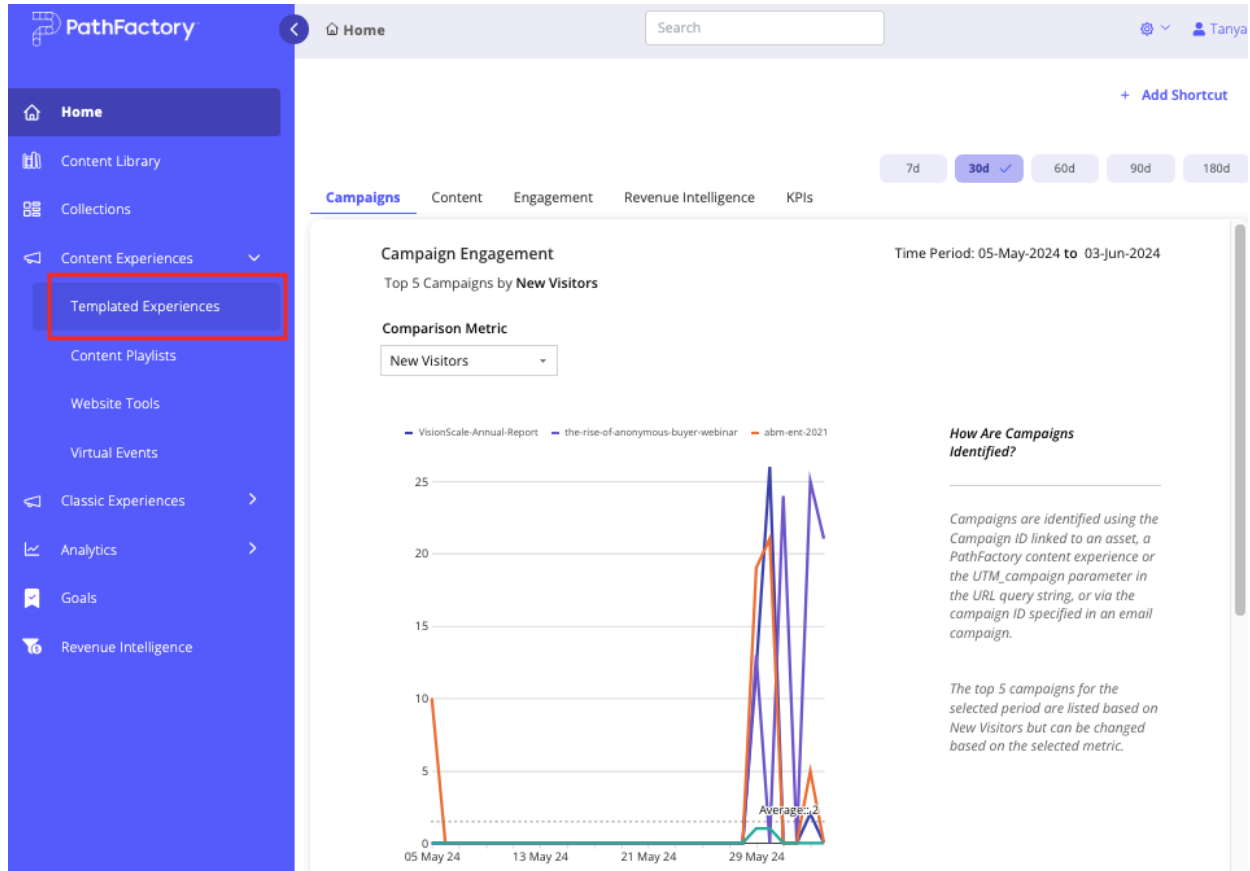 PathFactory
Home
Search
Tanya
+ Add Shortcut
Home
Content Library
Collections
Content Experiences
Templated Experiences
Content Playlists
Website Tools
Virtual Events
Classic Experiences
Analytics
Goals
Revenue Intelligence
7d 30d 60d 90d 180d
Campaigns Content Engagement Revenue Intelligence KPIs
Campaign Engagement
Time Period: 05-May-2024 to 03-Jun-2024
Top 5 Campaigns by New Visitors
Comparison Metric
New Visitors
VisionScale-Annual-Report the-rise-of-anonymous-buyer-webinar abm-ent-2021
25
20
15
10
5
0
Average: 2
05 May 24 13 May 24 21 May 24 29 May 24
How Are Campaigns
Identified?
Campaigns are identified using the
Campaign ID linked to an asset, a
PathFactory content experience or
the UTM_campaign parameter in
the URL query string, or via the
campaign ID specified in an email
campaign.
The top 5 campaigns for the
selected period are listed based on
New Visitors but can be changed
based on the selected metric.